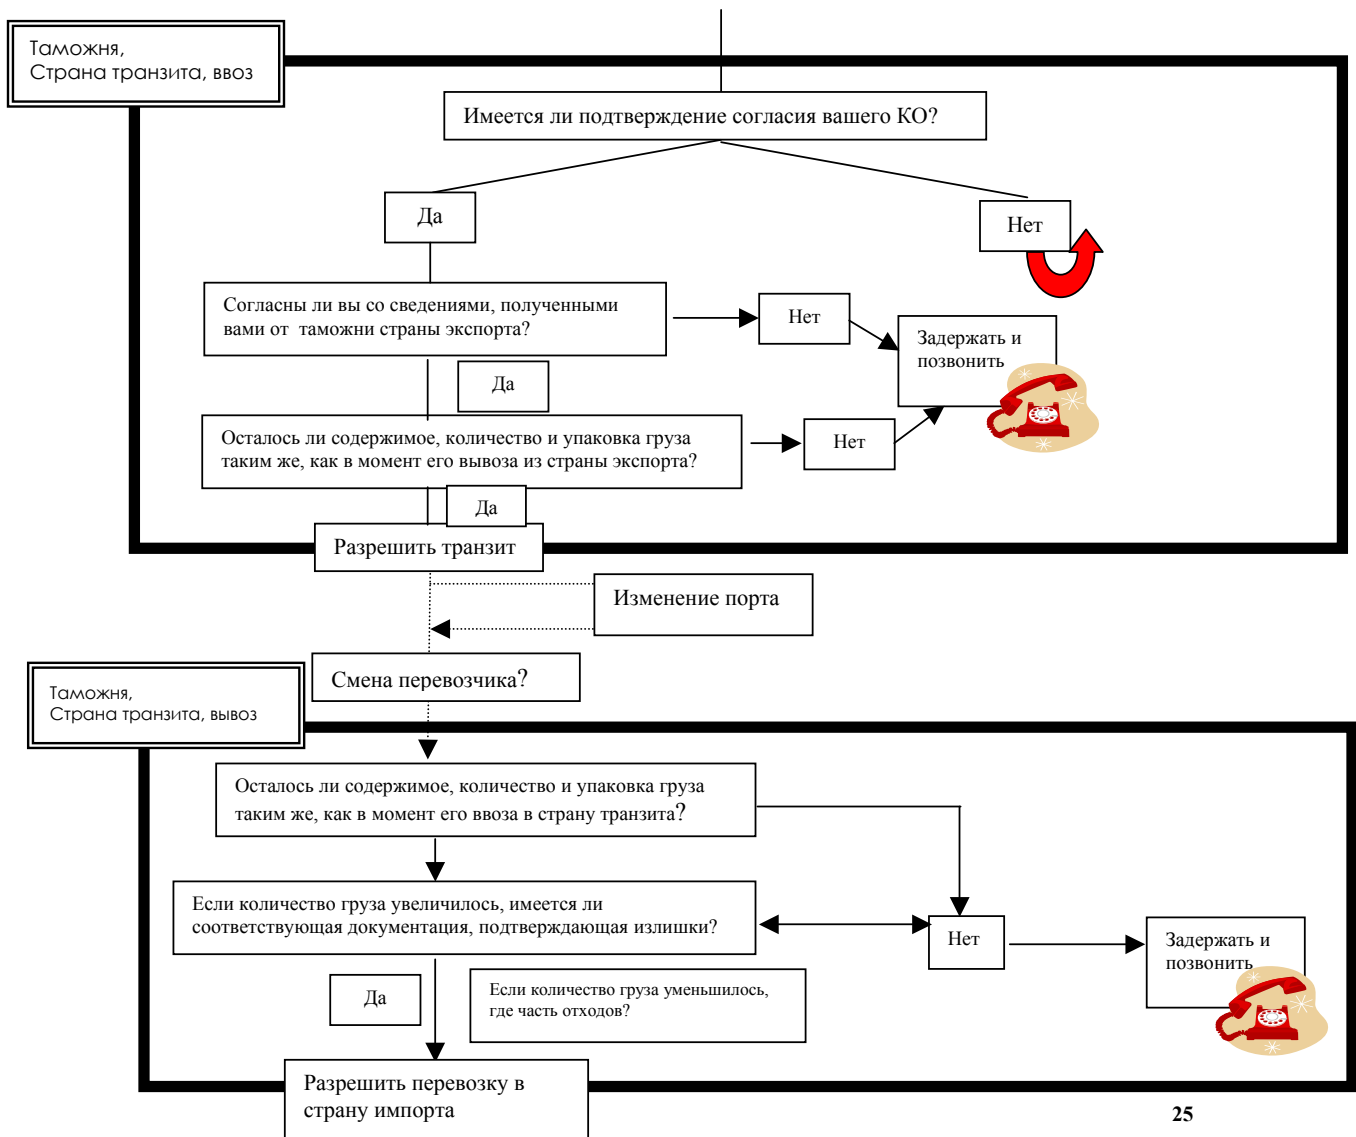 Таможня,
Страна транзита, ввоз
Имеется ли подтверждение согласия вашего КО?
Да
Нет
Согласны ли вы со сведениями, полученными
вами от таможни страны экспорта?
Нет
Задержать и
позвонить
Да
Осталось ли содержимое, количество и упаковка груза
таким же, как в момент его вывоза из страны экспорта?
Нет
Да
Разрешить транзит
Изменение порта
Смена перевозчика?
Таможня,
Страна транзита, вывоз
Осталось ли содержимое, количество и упаковка груза
таким же, как в момент его ввоза в страну транзита?
Если количество груза увеличилось, имеется ли
соответствующая документация, подтверждающая излишки?
Нет
Задержать и
позвонить
Да
Если количество груза уменьшилось,
где часть отходов?
Разрешить перевозку в
страну импорта
25